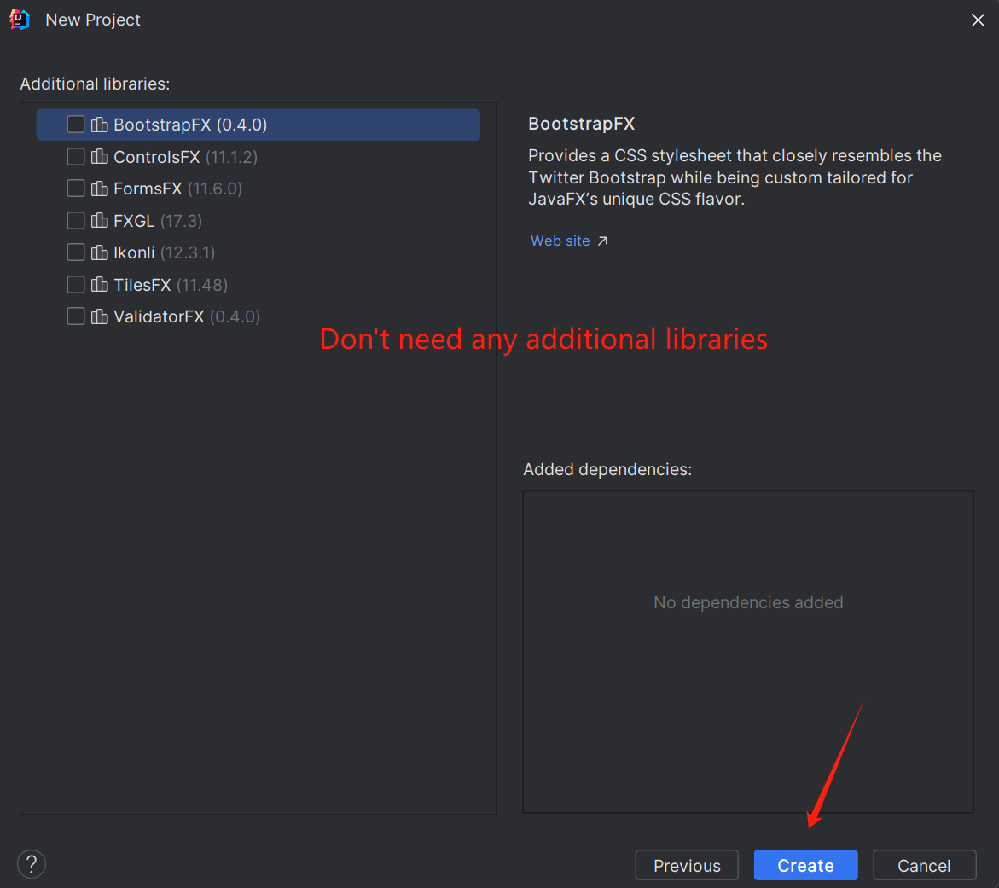 New Project
Additional libraries:
BootstrapFX (0.4.0)
ControlsFX (11.1.2)
FormsFX (11.6.0)
FXGL (17.3)
Ikonli (12.3.1)
TilesFX (11.48)
ValidatorFX (0.4.0)
BootstrapFX
Provides a CSS stylesheet that closely resembles the
Twitter Bootstrap while being custom tailored for
JavaFX’s unique CSS flavor.
Web site ↗
Don't need any additional libraries
Added dependencies:
No dependencies added
?
Previous
Create
Cancel